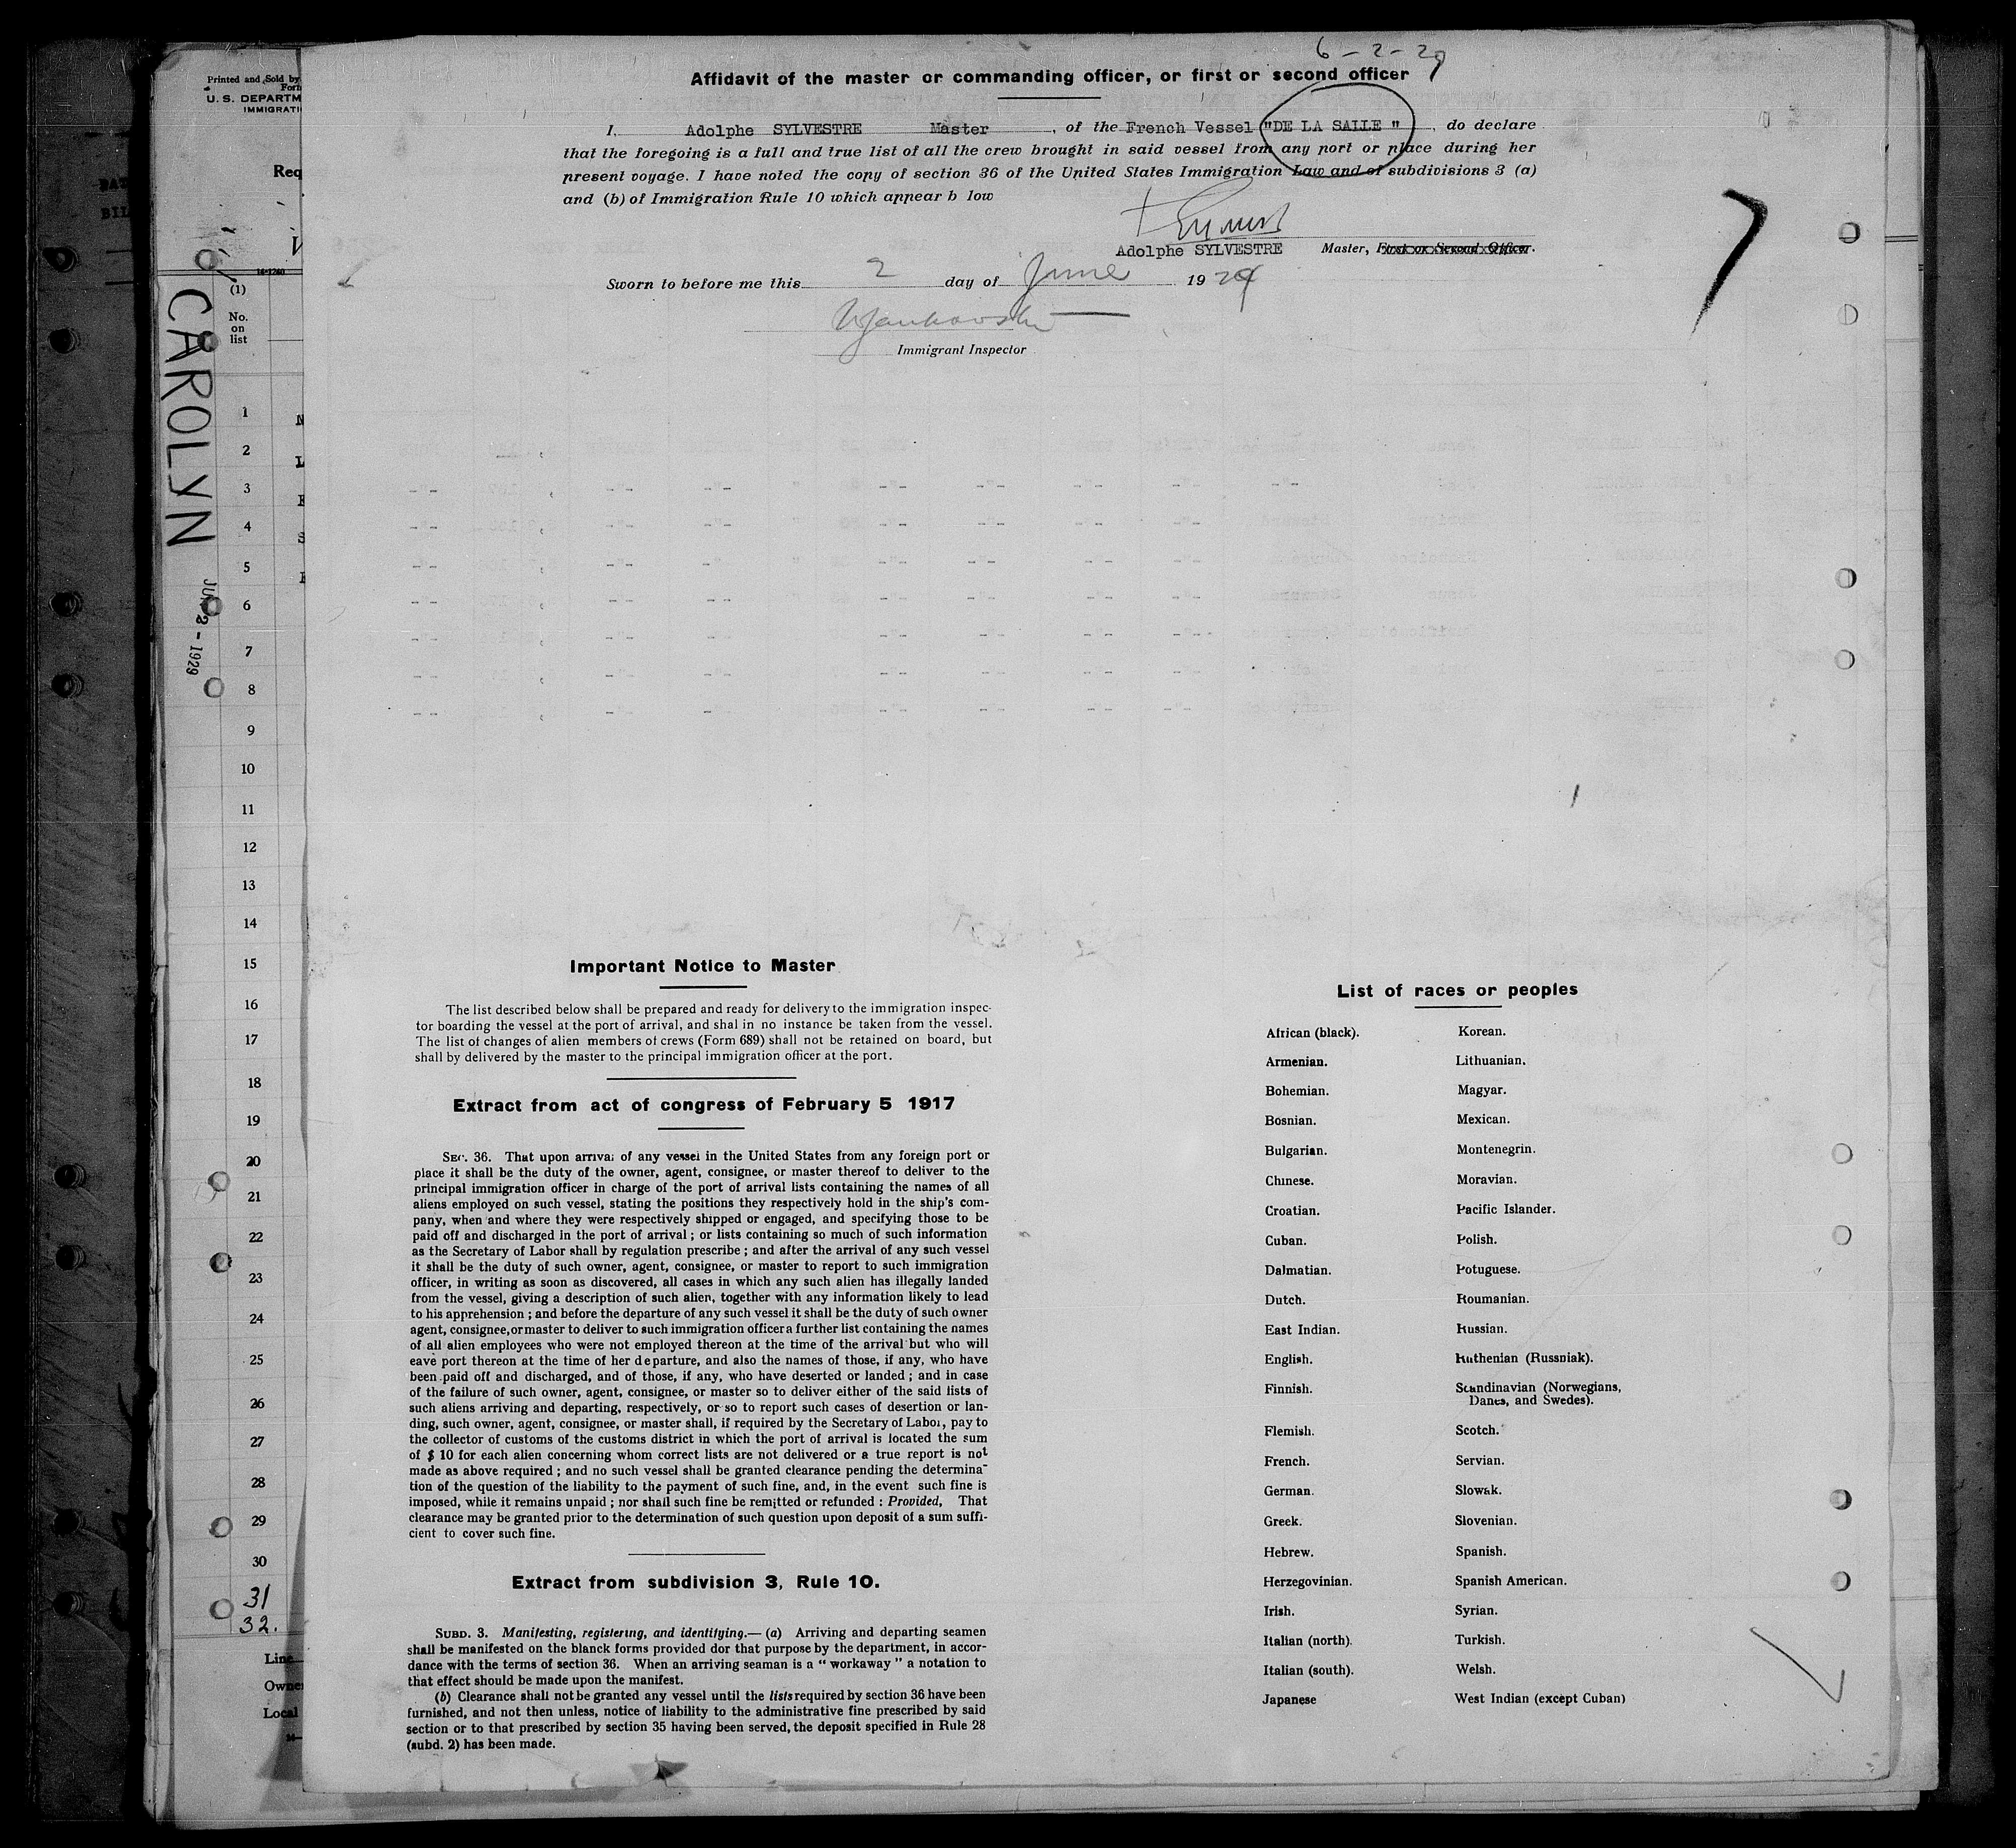 6-2-29
Affidavit of the master or commanding officer, or first or second officer
I, Adolphe SYLVESTRE Master, of the French Vessel "DE LA SALLE", do declare
that the foregoing is a full and true list of all the crew brought in said vessel from any port or place during her
present voyage. I have noted the copy of section 36 of the United States Immigration Law and of subdivisions 3 (a)
and (b) of Immigration Rule 10 which appear b low
Adolphe SYLVESTRE Master, First or Second Officer.
Sworn to before me this 2 day of June 1929
Immigrant Inspector
7
Important Notice to Master
The list described below shall be prepared and ready for delivery to the immigration inspec-
tor boarding the vessel at the port of arrival, and shal in no instance be taken from the vessel.
The list of changes of alien members of crews (Form 689) shall not be retained on board, but
shall by delivered by the master to the principal immigration officer at the port.
Extract from act of congress of February 5 1917
SEC. 36. That upon arrival of any vessel in the United States from any foreign port or
place it shall be the duty of the owner, agent, consignee, or master thereof to deliver to the
principal immigration officer in charge of the port of arrival lists containing the names of all
aliens employed on such vessel, stating the positions they respectively hold in the ship's com-
pany, when and where they were respectively shipped or engaged, and specifying those to be
paid off and discharged in the port of arrival ; or lists containing so much of such information
as the Secretary of Labor shall by regulation prescribe ; and after the arrival of any such vessel
it shall be the duty of such owner, agent, consignee, or master to report to such immigration
officer, in writing as soon as discovered, all cases in which any such alien has illegally landed
from the vessel, giving a description of such alien, together with any information likely to lead
to his apprehension ; and before the departure of any such vessel it shall be the duty of such owner
agent, consignee, or master to deliver to such immigration officer a further list containing the names
of all alien employees who were not employed thereon at the time of the arrival but who will
eave port thereon at the time of her departure, and also the names of those, if any, who have
been paid off and discharged, and of those, if any, who have deserted or landed ; and in case
of the failure of such owner, agent, consignee, or master so to deliver either of the said lists of
such aliens arriving and departing, respectively, or so to report such cases of desertion or lan-
ding, such owner, agent, consignee, or master shall, if required by the Secretary of Labor, pay to
the collector of customs of the customs district in which the port of arrival is located the sum
of $ 10 for each alien concerning whom correct lists are not delivered or a true report is not
made as above required ; and no such vessel shall be granted clearance pending the determina-
tion of the question of the liability to the payment of such fine, and, in the event such fine is
imposed, while it remains unpaid ; nor shall such fine be remitted or refunded : Provided, That
clearance may be granted prior to the determination of such question upon deposit of a sum suffi-
cient to cover such fine.
Extract from subdivision 3, Rule 10.
SUBD. 3. Manifesting, registering, and identifying.— (a) Arriving and departing seamen
shall be manifested on the blanck forms provided dor that purpose by the department, in accor-
dance with the terms of section 36. When an arriving seaman is a " workaway " a notation to
that effect should be made upon the manifest.
(b) Clearance shall not be granted any vessel until the lists required by section 36 have been
furnished, and not then unless, notice of liability to the administrative fine prescribed by said
section or to that prescribed by section 35 having been served, the deposit specified in Rule 28
(subd. 2) has been made.
List of races or peoples
African (black). Korean.
Armenian. Lithuanian.
Bohemian. Magyar.
Bosnian. Mexican.
Bulgarian. Montenegrin.
Chinese. Moravian.
Croatian. Pacific Islander.
Cuban. Polish.
Dalmatian. Potuguese.
Dutch. Roumanian.
East Indian. Russian.
English. Ruthenian (Russniak).
Finnish. Scandinavian (Norwegians,
Danes, and Swedes).
Flemish. Scotch.
French. Servian.
German. Slowak.
Greek. Slovenian.
Hebrew. Spanish.
Herzegovinian. Spanish American.
Irish. Syrian.
Italian (north). Turkish.
Italian (south). Welsh.
Japanese West Indian (except Cuban)
Printed and Sold by
Form
U. S. DEPARTM
IMMIGRATI
Req
(1)
No.
on
list
1
2
3
4
5
6
7
8
9
10
11
12
13
14
15
16
17
18
19
20
21
22
23
24
25
26
27
28
29
30
31
32.
Line
Owne
Local
CAROLYN
JUN 2 - 1929